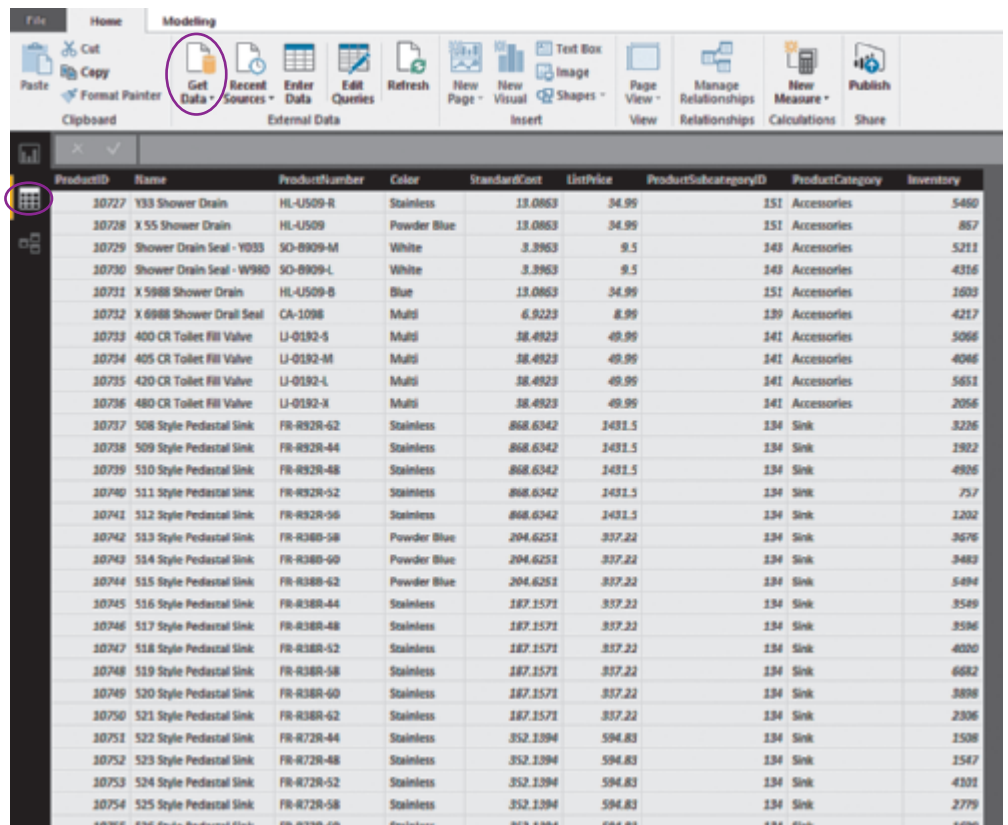 File Home Modeling
Paste Cut Copy Format Painter Get Data Recent Sources Enter Data Edit Queries Refresh New Page New Visual Text Box Image Shapes Page View Manage Relationships New Measure Publish
Clipboard External Data Insert View Relationships Calculations Share
ProductID Name ProductNumber Color StandardCost ListPrice ProductSubcategoryID ProductCategory Inventory
10727 Y33 Shower Drain HL-U509-R Stainless 13.0863 34.99 151 Accessories 5460
10728 X 55 Shower Drain HL-U509 Powder Blue 13.0863 34.99 151 Accessories 867
10729 Shower Drain Seal - Y033 SO-B909-M White 3.3963 9.5 143 Accessories 5211
10730 Shower Drain Seal - W980 SO-B909-L White 3.3963 9.5 143 Accessories 4316
10731 X 5988 Shower Drain HL-U509-B Blue 13.0863 34.99 151 Accessories 1603
10732 X 6988 Shower Drail Seal CA-1098 Multi 6.9223 8.99 139 Accessories 4217
10733 400 CR Toilet Fill Valve LJ-0192-S Multi 38.4923 49.99 141 Accessories 5066
10734 405 CR Toilet Fill Valve LJ-0192-M Multi 38.4923 49.99 141 Accessories 4046
10735 420 CR Toilet Fill Valve LJ-0192-L Multi 38.4923 49.99 141 Accessories 5651
10736 480 CR Toilet Fill Valve LJ-0192-X Multi 38.4923 49.99 141 Accessories 2056
10737 508 Style Pedastal Sink FR-R92R-62 Stainless 868.6342 1431.5 134 Sink 3226
10738 509 Style Pedastal Sink FR-R92R-44 Stainless 868.6342 1431.5 134 Sink 1922
10739 510 Style Pedastal Sink FR-R92R-48 Stainless 868.6342 1431.5 134 Sink 4926
10740 511 Style Pedastal Sink FR-R92R-52 Stainless 868.6342 1431.5 134 Sink 757
10741 512 Style Pedastal Sink FR-R92R-56 Stainless 868.6342 1431.5 134 Sink 1202
10742 513 Style Pedastal Sink FR-R38B-58 Powder Blue 204.6251 337.22 134 Sink 3676
10743 514 Style Pedastal Sink FR-R38B-60 Powder Blue 204.6251 337.22 134 Sink 3483
10744 515 Style Pedastal Sink FR-R38B-62 Powder Blue 204.6251 337.22 134 Sink 5494
10745 516 Style Pedastal Sink FR-R38R-44 Stainless 187.1571 337.22 134 Sink 3549
10746 517 Style Pedastal Sink FR-R38R-48 Stainless 187.1571 337.22 134 Sink 3596
10747 518 Style Pedastal Sink FR-R38R-52 Stainless 187.1571 337.22 134 Sink 4020
10748 519 Style Pedastal Sink FR-R38R-58 Stainless 187.1571 337.22 134 Sink 6682
10749 520 Style Pedastal Sink FR-R38R-60 Stainless 187.1571 337.22 134 Sink 3898
10750 521 Style Pedastal Sink FR-R38R-62 Stainless 187.1571 337.22 134 Sink 2306
10751 522 Style Pedastal Sink FR-R72R-44 Stainless 352.1394 594.83 134 Sink 1508
10752 523 Style Pedastal Sink FR-R72R-48 Stainless 352.1394 594.83 134 Sink 1547
10753 524 Style Pedastal Sink FR-R72R-52 Stainless 352.1394 594.83 134 Sink 4101
10754 525 Style Pedastal Sink FR-R72R-58 Stainless 352.1394 594.83 134 Sink 2779